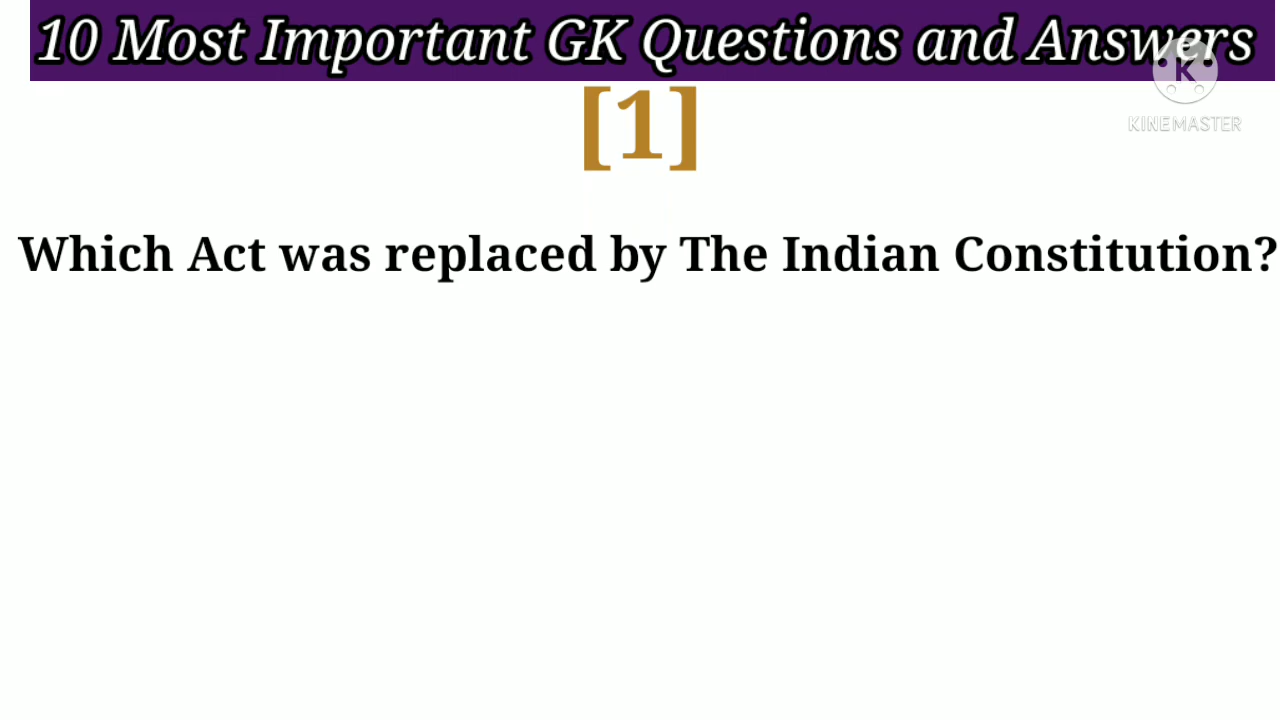 10 Most Important GK Questions and Answers
K
KINEMASTER
[1]
Which Act was replaced by The Indian Constitution?